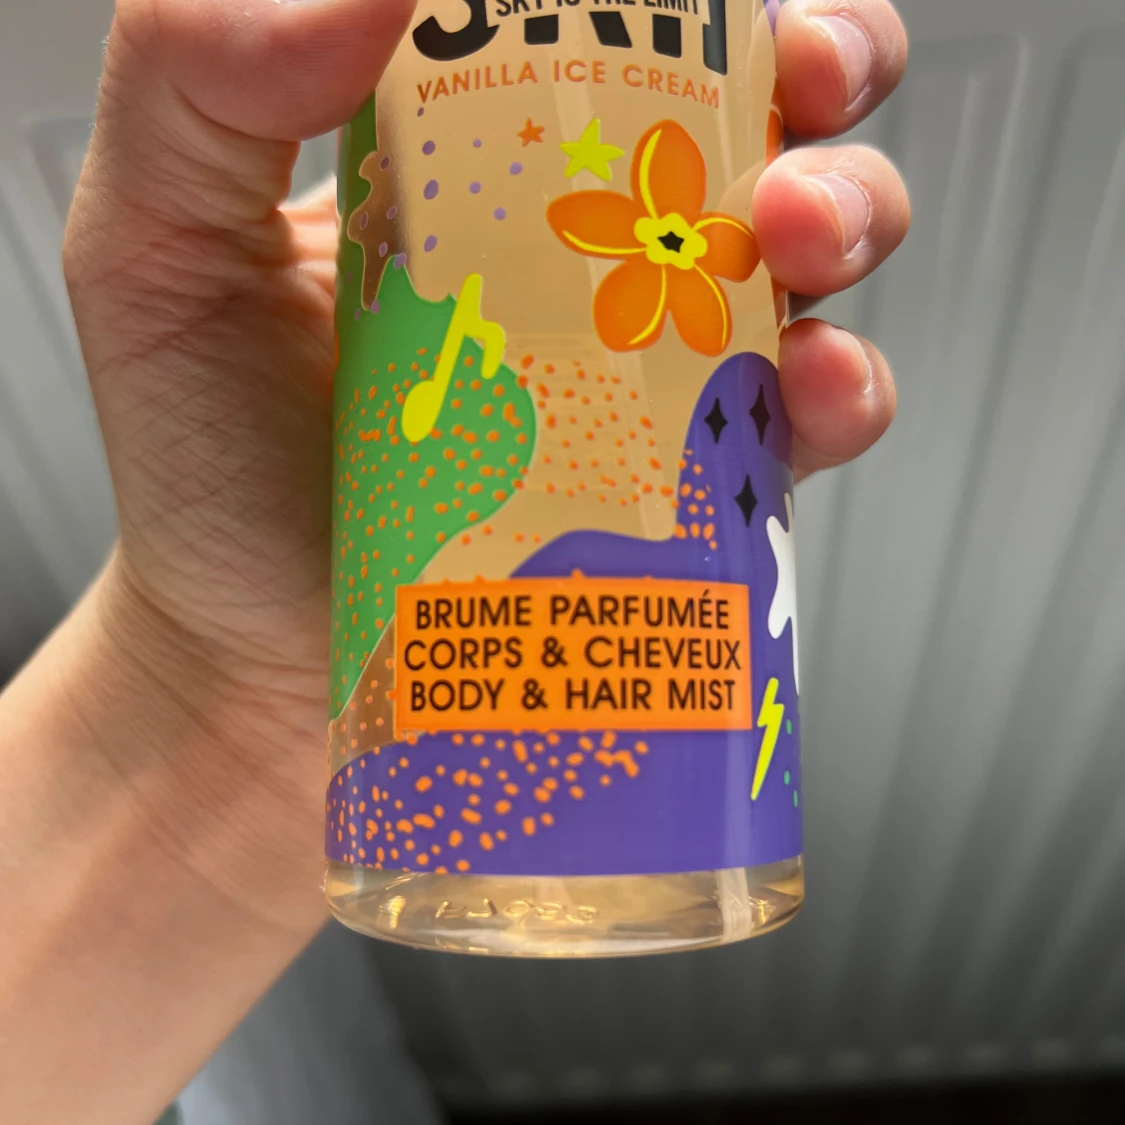 SKY IS THE LIMIT
VANILLA ICE CREAM
BRUME PARFUMÉE
CORPS & CHEVEUX
BODY & HAIR MIST